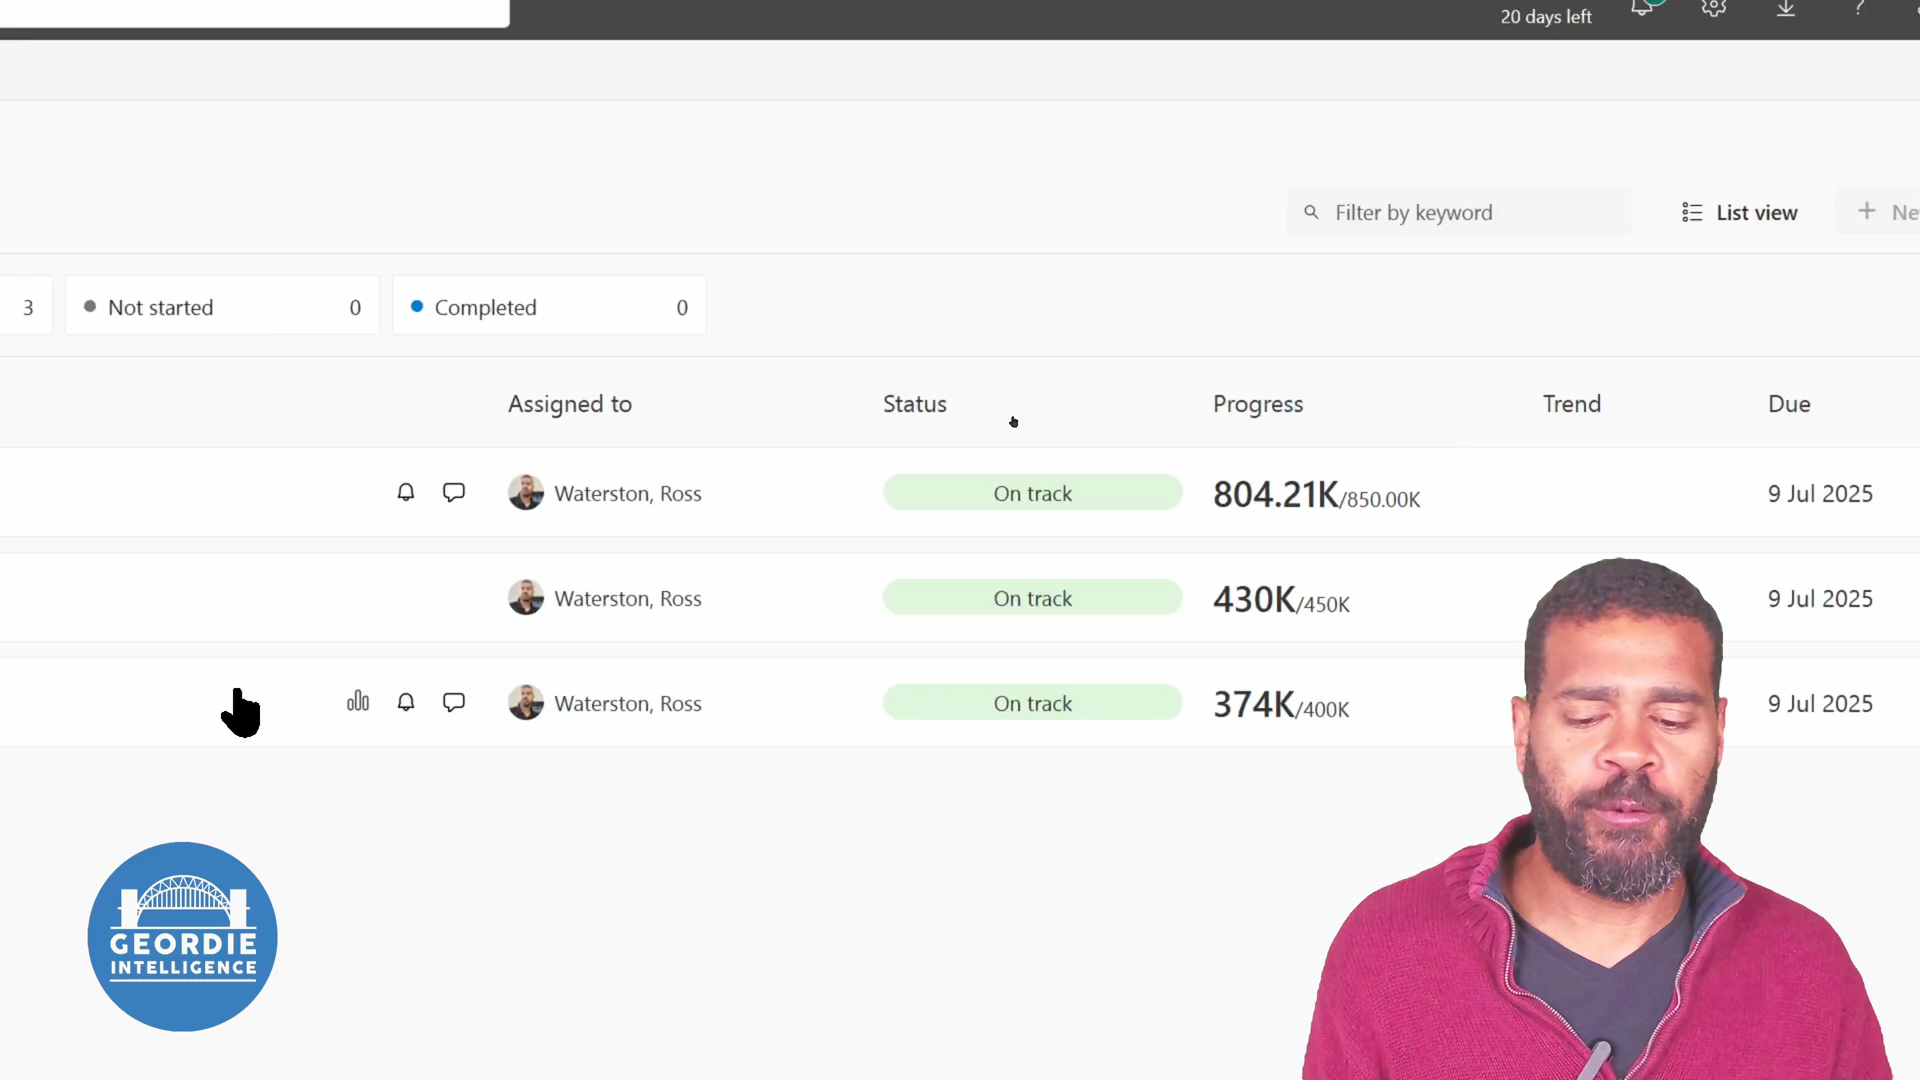 20 days left
?
Filter by keyword
List view
+ Ne
3
Not started 0
Completed 0
Assigned to Status Progress Trend Due
Waterston, Ross On track 804.21K/850.00K 9 Jul 2025
Waterston, Ross On track 430K/450K 9 Jul 2025
Waterston, Ross On track 374K/400K 9 Jul 2025
GEORDIE
INTELLIGENCE